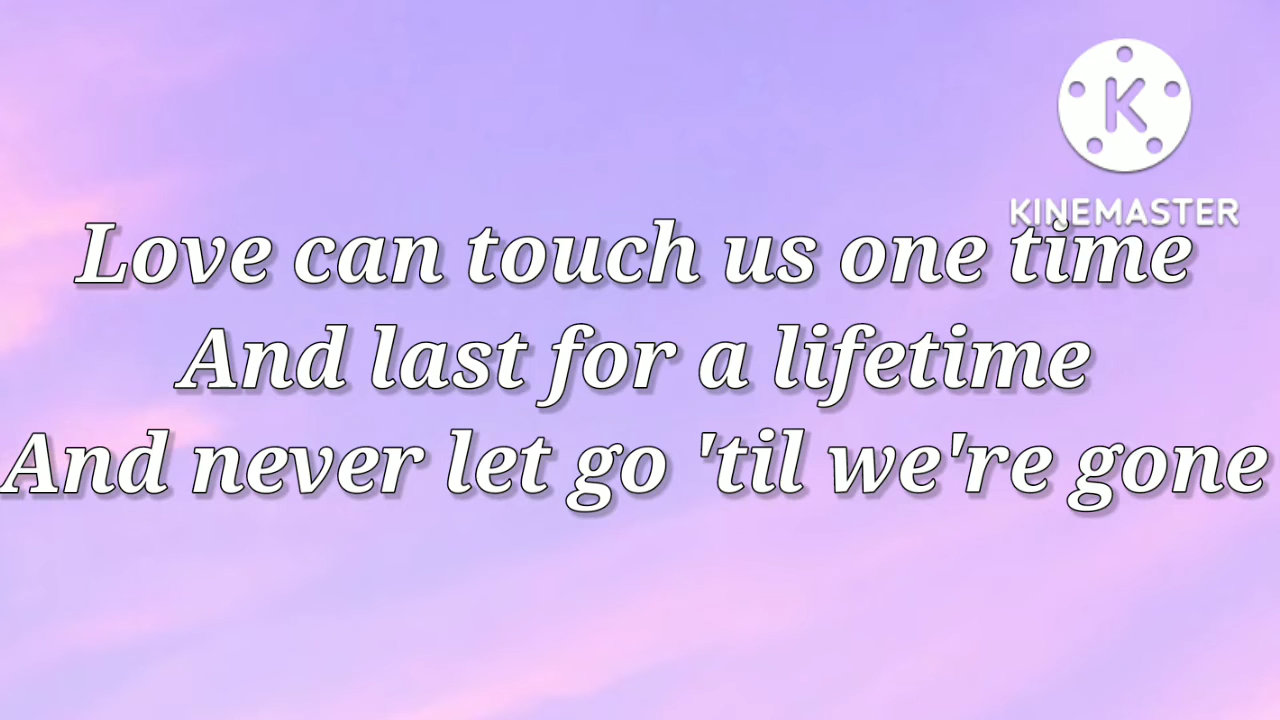 K
KINEMASTER
Love can touch us one time
And last for a lifetime
And never let go 'til we're gone